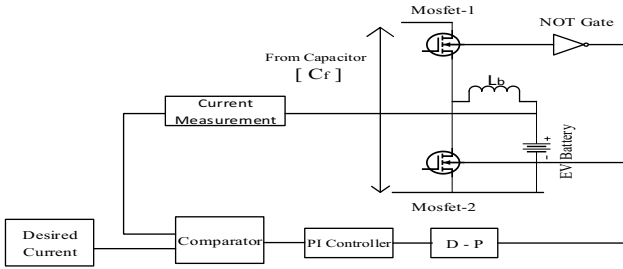 Mosfet-1
NOT Gate
From Capacitor
[ Cf ]
Lb
Current
Measurement
+
-
EV Battery
Mosfet-2
Desired
Current
Comparator
PI Controller
D - P